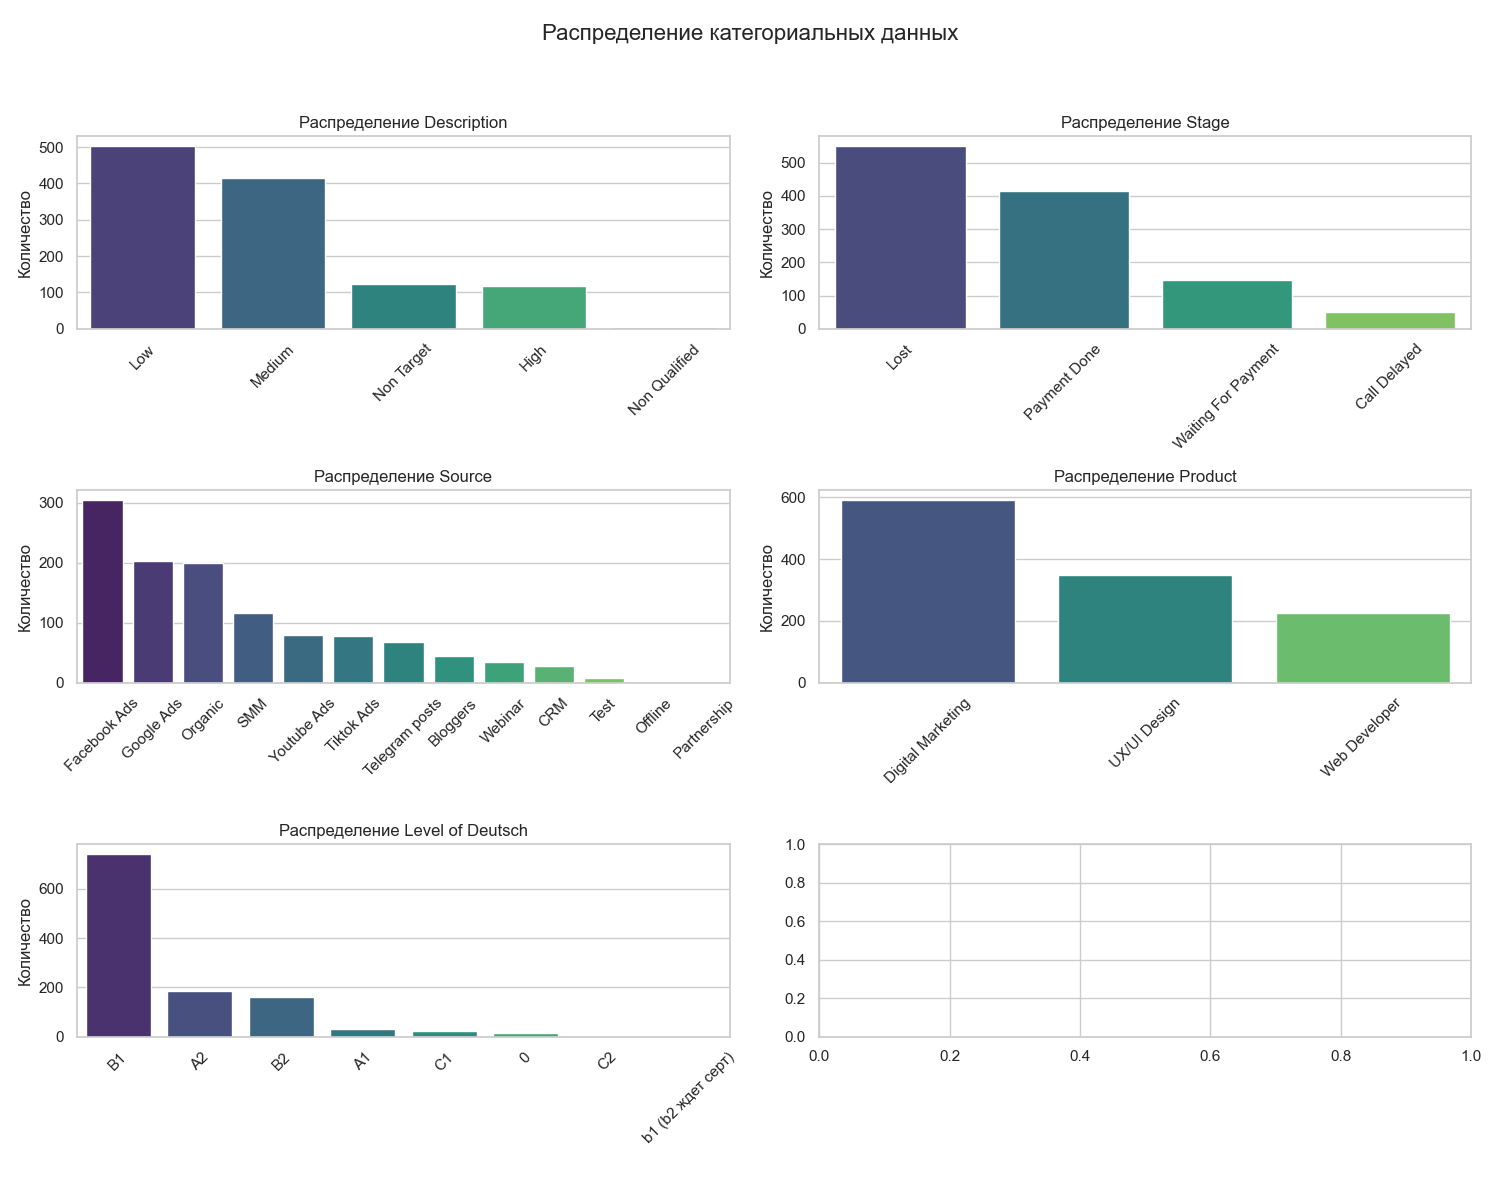 Распределение категориальных данных
Распределение Description
Количество
500
400
300
200
100
0
Low
Medium
Non Target
High
Non Qualified
Распределение Stage
Количество
500
400
300
200
100
0
Lost
Payment Done
Waiting For Payment
Call Delayed
Распределение Source
Количество
300
200
100
0
Facebook Ads
Google Ads
Organic
SMM
Youtube Ads
Tiktok Ads
Telegram posts
Bloggers
Webinar
CRM
Test
Offline
Partnership
Распределение Product
Количество
600
400
200
0
Digital Marketing
UX/UI Design
Web Developer
Распределение Level of Deutsch
Количество
600
400
200
0
B1
A2
B2
A1
C1
0
C2
b1 (b2 ждет серт)
1.0
0.8
0.6
0.4
0.2
0.0
0.0
0.2
0.4
0.6
0.8
1.0